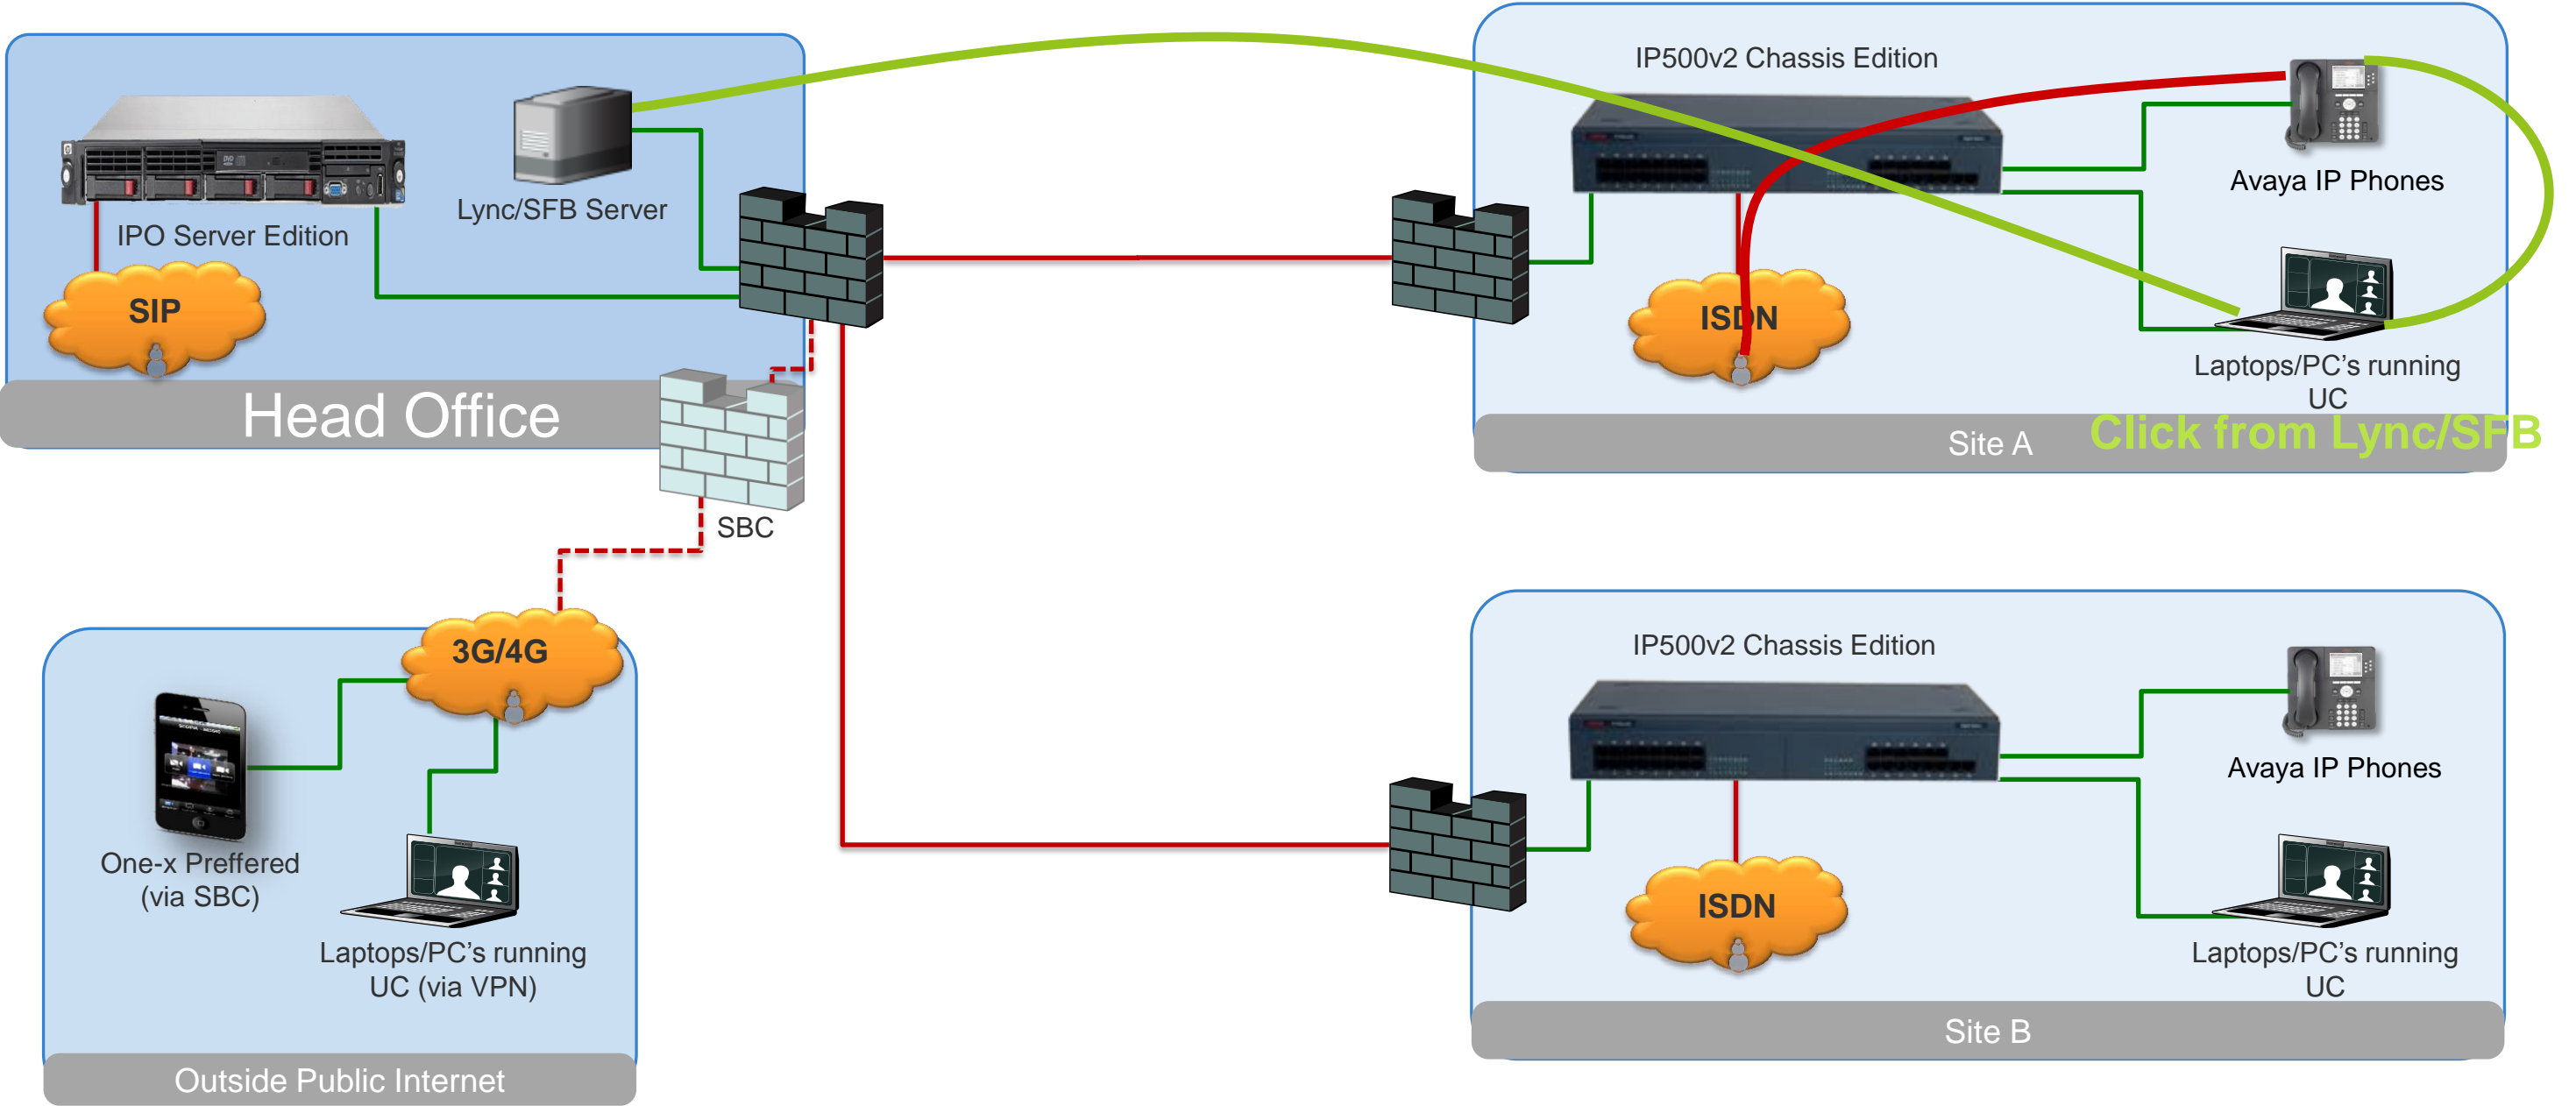 IP500v2 Chassis Edition
Avaya IP Phones
Lync/SFB Server
IPO Server Edition
SIP
ISDN
Laptops/PC's running
UC
Head Office
Site A
Click from Lync/SFB
SBC
3G/4G
One-x Preffered
(via SBC)
Laptops/PC's running
UC (via VPN)
Outside Public Internet
IP500v2 Chassis Edition
Avaya IP Phones
ISDN
Laptops/PC's running
UC
Site B